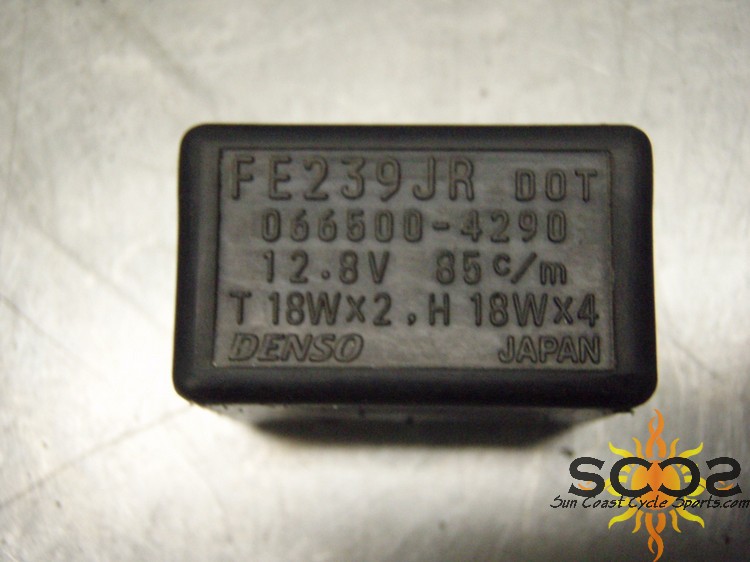 FE239JR DOT
066500-4290
12.8V 85c/m
T 18W×2, H 18W×4
DENSO JAPAN
SCCS
Sun Coast Cycle Sports.com